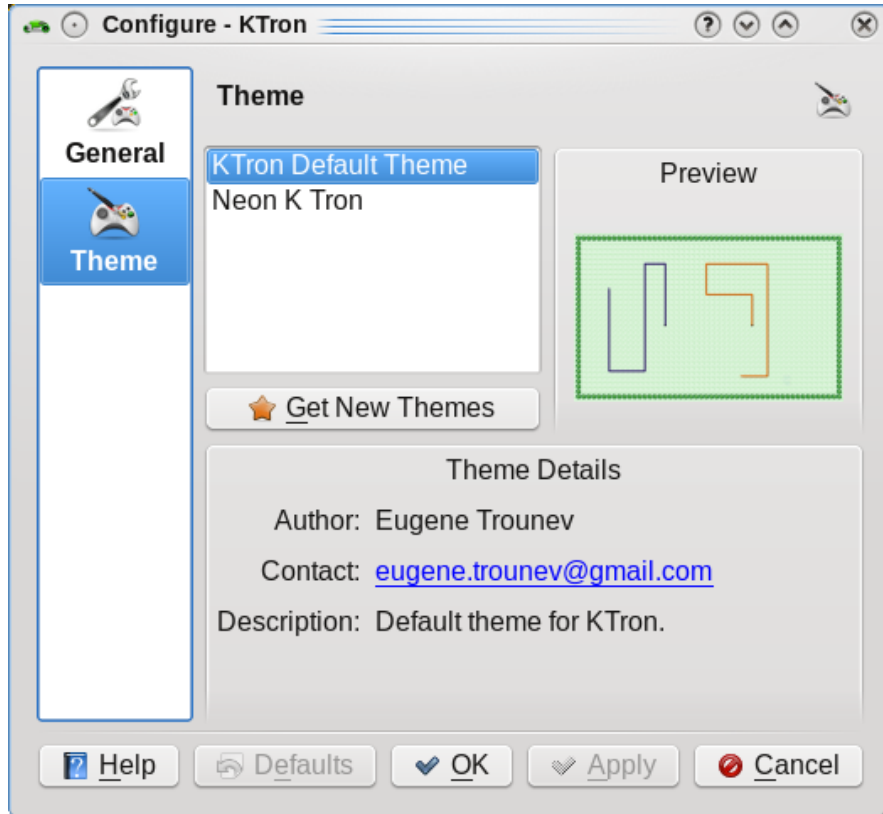 Configure - KTron
General
Theme
Theme
KTron Default Theme
Neon K Tron
Get New Themes
Preview
Theme Details
Author: Eugene Trounev
Contact: eugene.trounev@gmail.com
Description: Default theme for KTron.
Help Defaults OK Apply Cancel